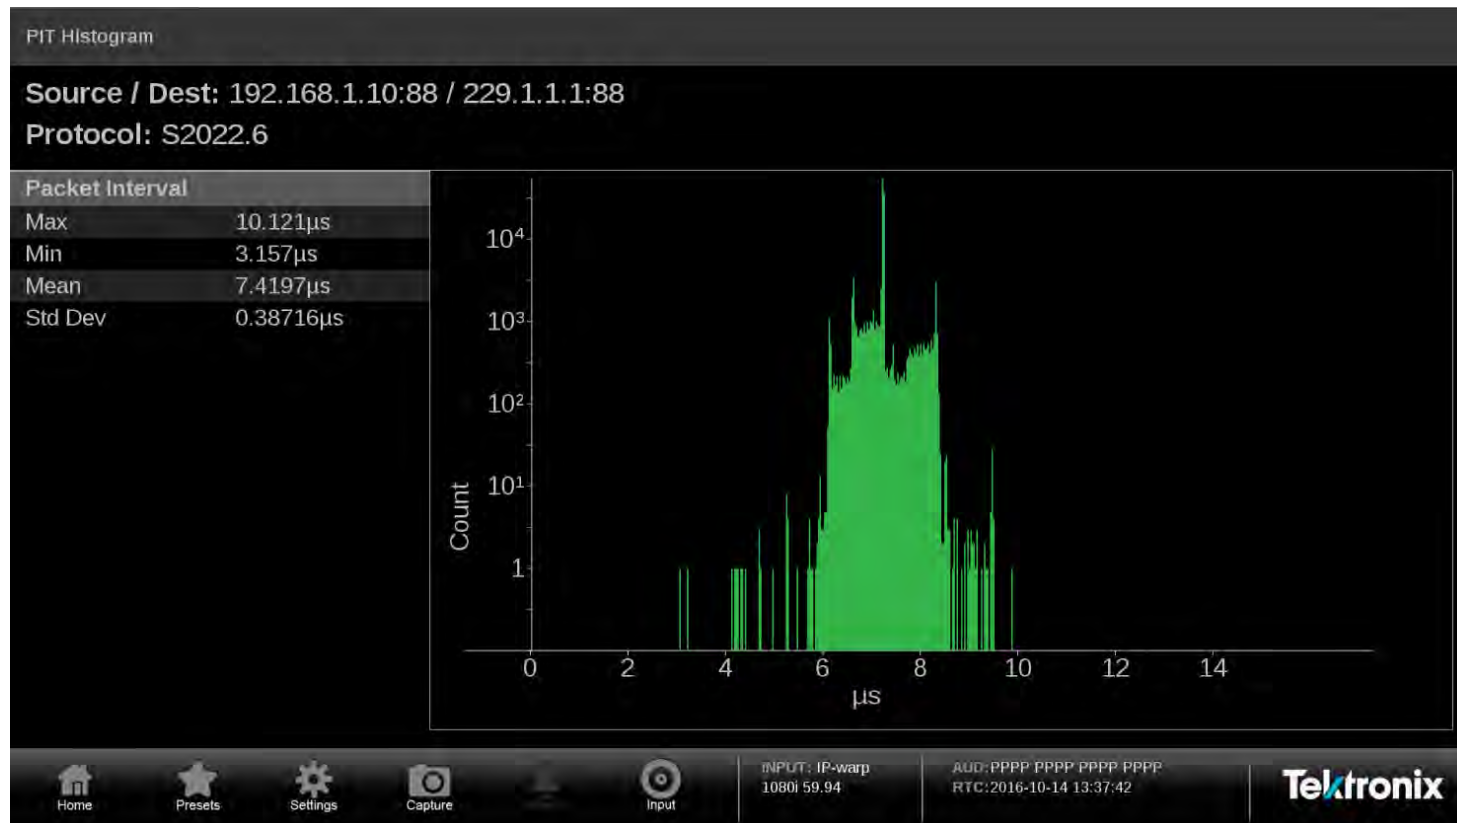 PIT Histogram
Source / Dest: 192.168.1.10:88 / 229.1.1.1:88
Protocol: S2022.6
Packet Interval
Max 10.121µs
Min 3.157µs
Mean 7.4197µs
Std Dev 0.38716µs
10⁴
10³
10²
10¹
1
Count
0 2 4 6 8 10 12 14
µs
Home Presets Settings Capture Input
INPUT: IP-warp
1080i 59.94
AUD: PPPP PPPP PPPP PPPP
RTC: 2016-10-14 13:37:42
Tektronix